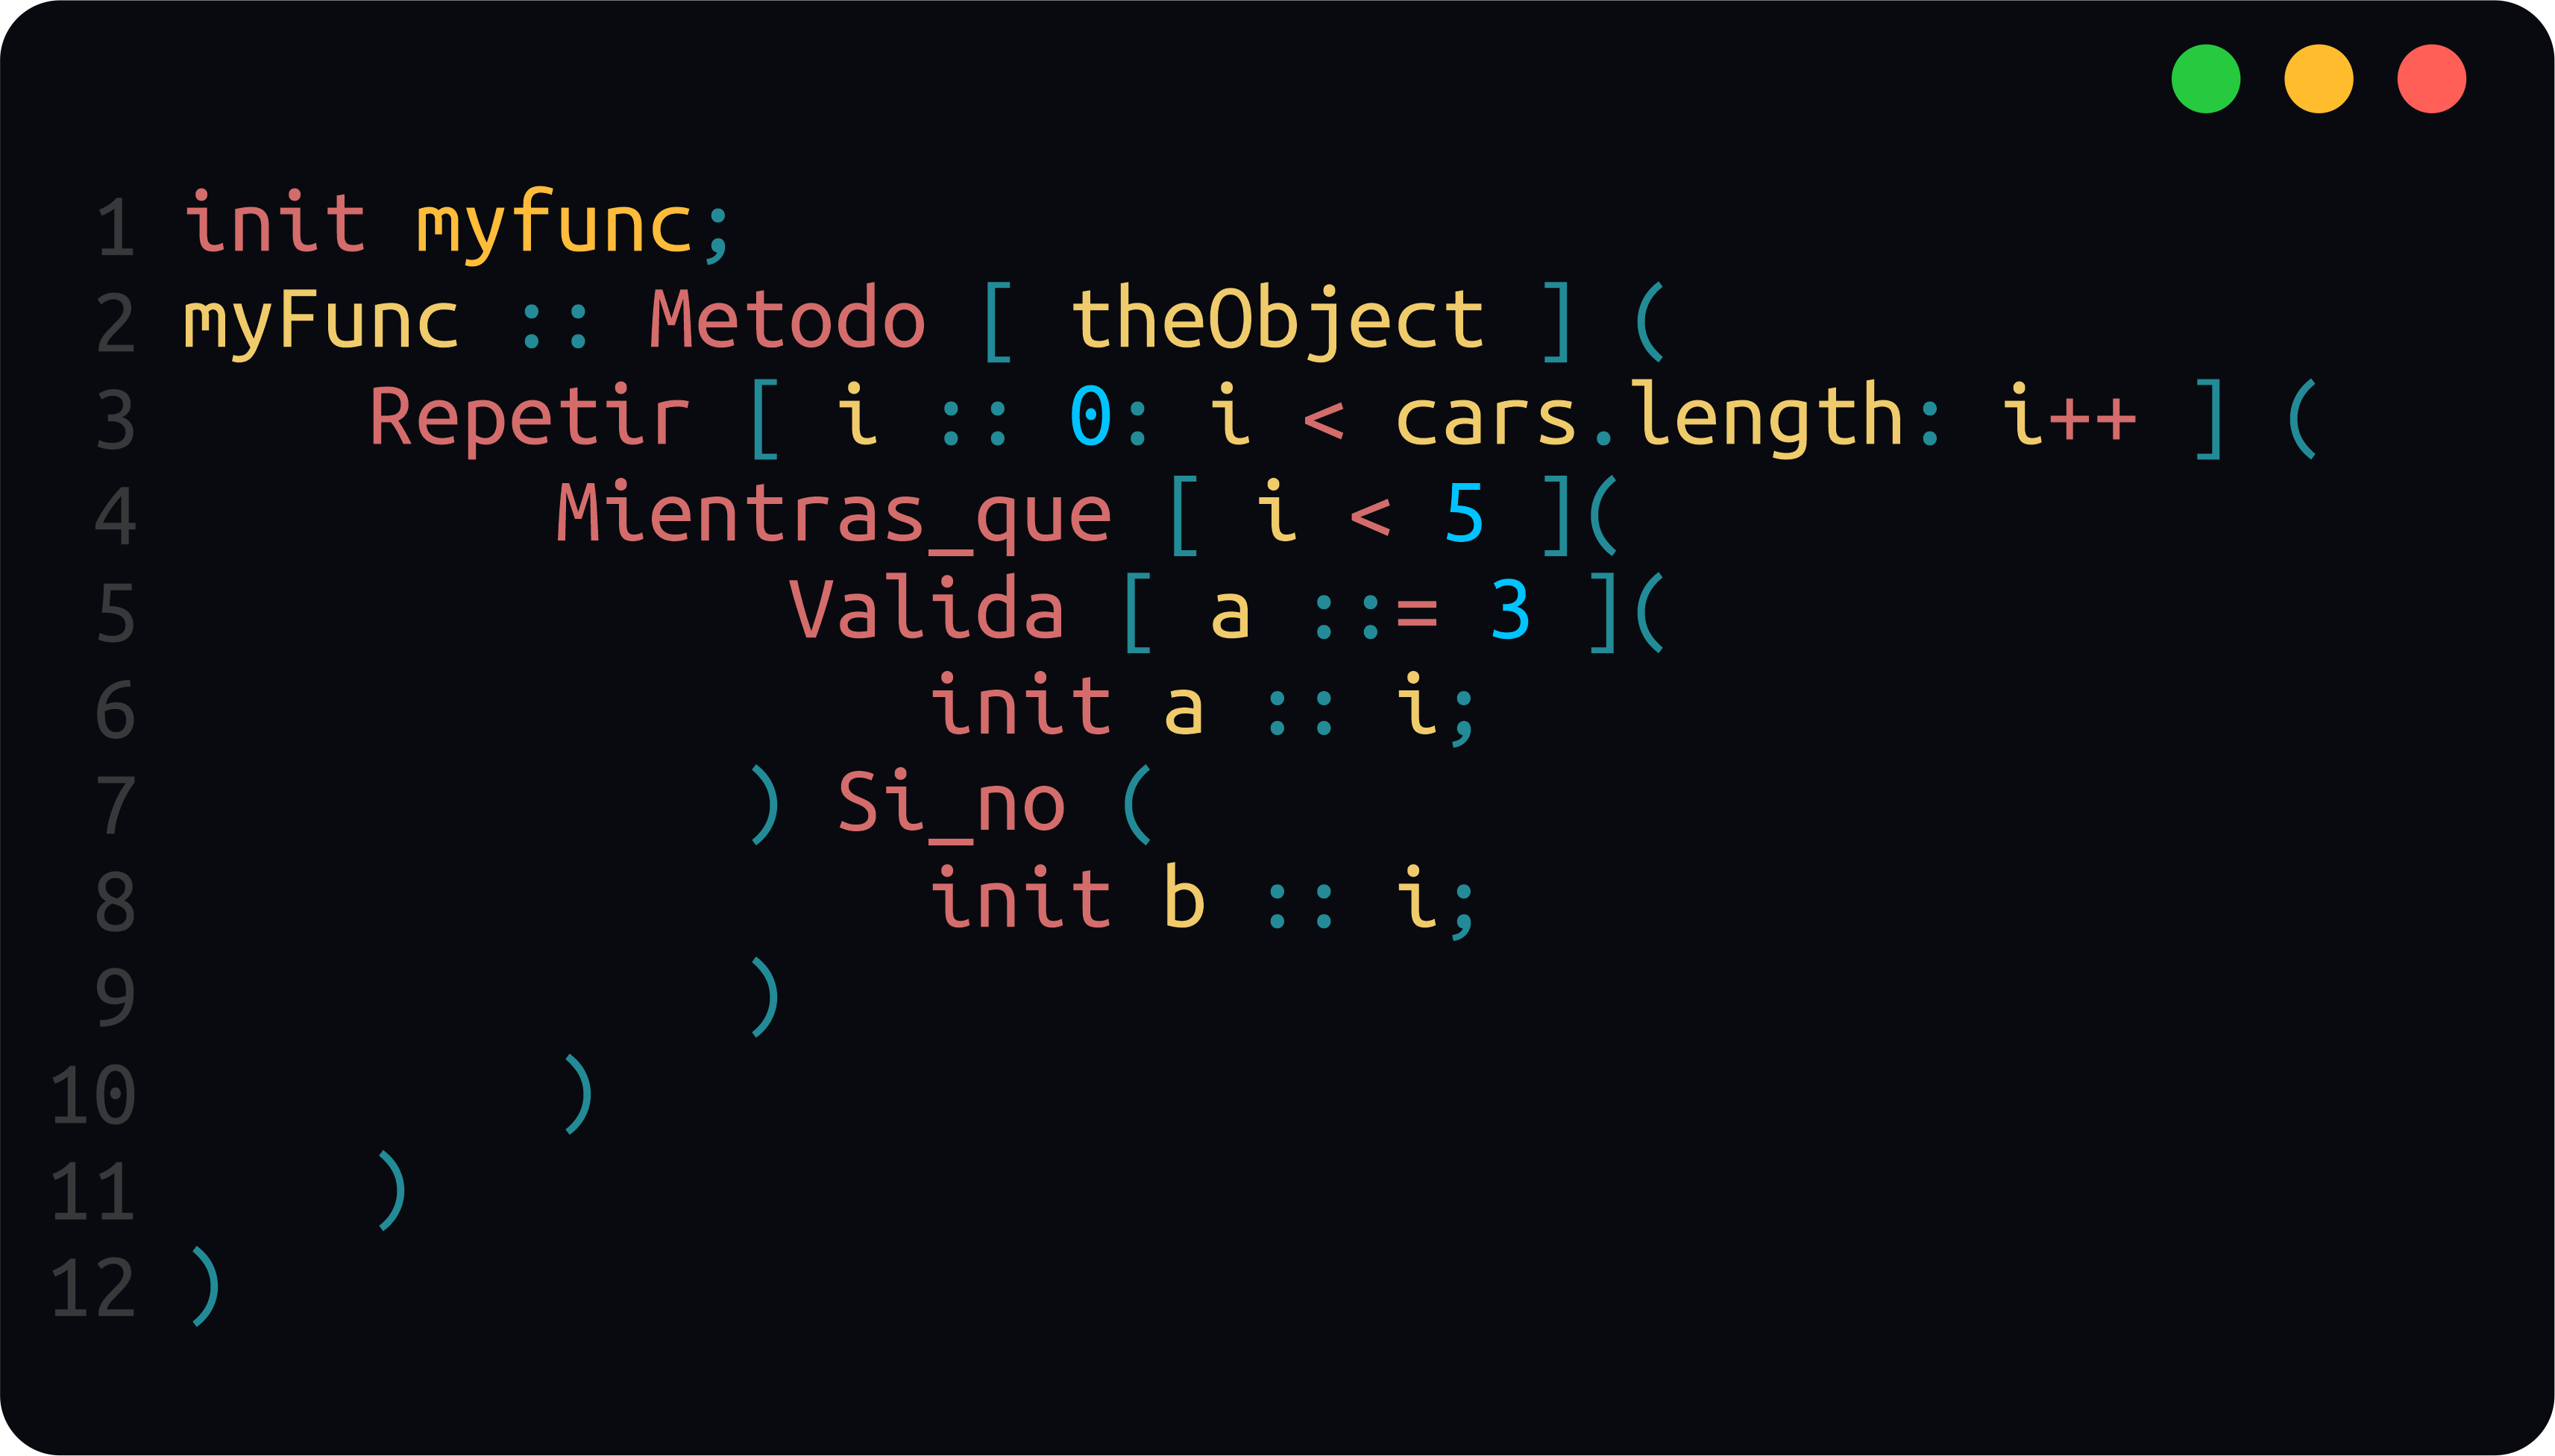 1 init myfunc;
2 myFunc :: Metodo [ theObject ] (
3     Repetir [ i :: 0: i < cars.length: i++ ] (
4         Mientras_que [ i < 5 ](
5              Valida [ a ::= 3 ](
6                 init a :: i;
7             ) Si_no (
8                 init b :: i;
9             )
10         )
11     )
12 )